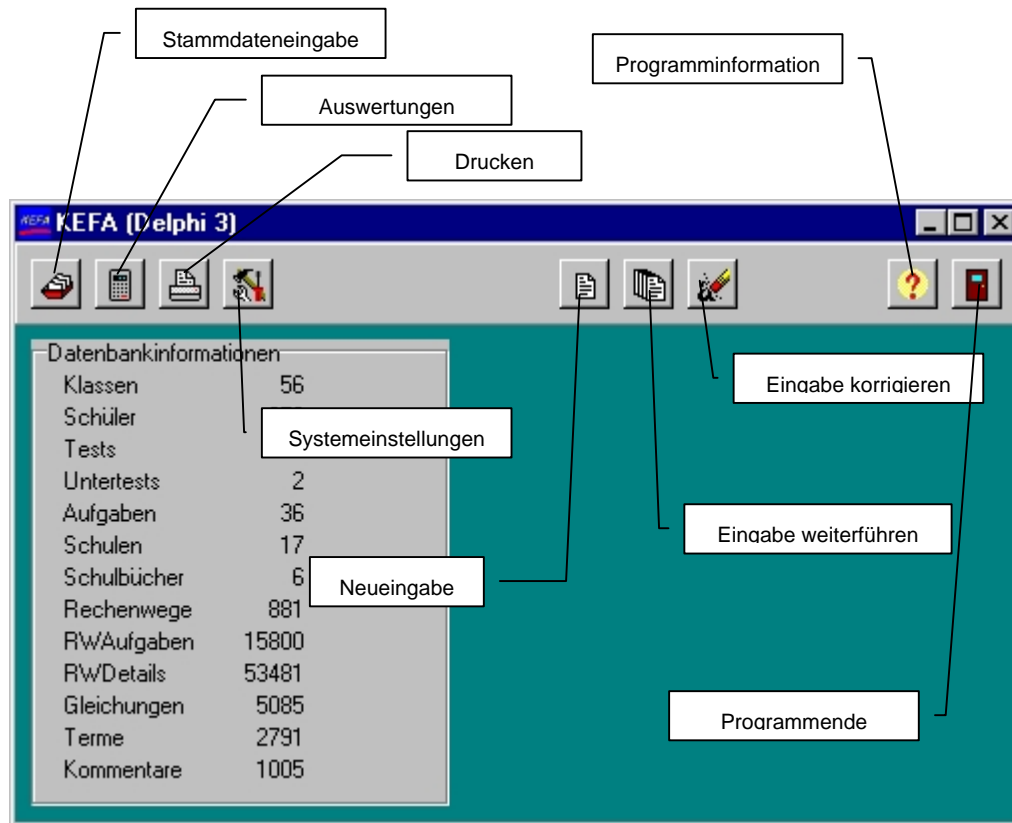 Stammdateneingabe
Programminformation
Auswertungen
Drucken
KEFA KEFA (Delphi 3)
Datenbankinformationen
Klassen 56
Schüler
Tests
Untertests 2
Aufgaben 36
Schulen 17
Schulbücher 6
Rechenwege 881
RWAufgaben 15800
RWDetails 53481
Gleichungen 5085
Terme 2791
Kommentare 1005
Eingabe korrigieren
Systemeinstellungen
Eingabe weiterführen
Neueingabe
Programmende